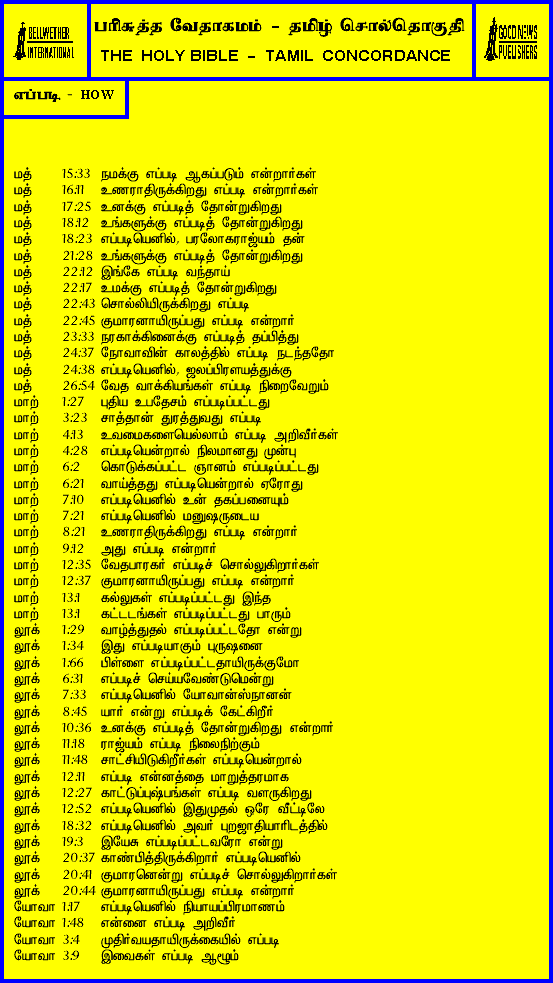 BELLWETHER
INTERNATIONAL
பரிசுத்த வேதாகமம் - தமிழ் சொல்தொகுதி
THE HOLY BIBLE - TAMIL CONCORDANCE
GOOD NEWS
PUBLISHERS
எப்படி - HOW
மத் 15:33 நமக்கு எப்படி ஆகப்படும் என்றார்கள்
மத் 16:11 உணராதிருக்கிறது எப்படி என்றார்கள்
மத் 17:25 உனக்கு எப்படித் தோன்றுகிறது
மத் 18:12 உங்களுக்கு எப்படித் தோன்றுகிறது
மத் 18:23 எப்படியெனில், பரலோகராஜ்யம் தன்
மத் 21:28 உங்களுக்கு எப்படித் தோன்றுகிறது
மத் 22:12 இங்கே எப்படி வந்தாய்
மத் 22:17 உமக்கு எப்படித் தோன்றுகிறது
மத் 22:43 சொல்லியிருக்கிறது எப்படி
மத் 22:45 குமாரனாயிருப்பது எப்படி என்றார்
மத் 23:33 நரகாக்கினைக்கு எப்படித் தப்பித்து
மத் 24:37 நோவாவின் காலத்தில் எப்படி நடந்ததோ
மத் 24:38 எப்படியெனில், ஜலப்பிரளயத்துக்கு
மத் 26:54 வேத வாக்கியங்கள் எப்படி நிறைவேறும்
மாற் 1:27 புதிய உபதேசம் எப்படிப்பட்டது
மாற் 3:23 சாத்தான் துரத்துவது எப்படி
மாற் 4:13 உவமைகளையெல்லாம் எப்படி அறிவீர்கள்
மாற் 4:28 எப்படியென்றால் நிலமானது முன்பு
மாற் 6:2 கொடுக்கப்பட்ட ஞானம் எப்படிப்பட்டது
மாற் 6:21 வாய்த்தது எப்படியென்றால் ஏரோது
மாற் 7:10 எப்படியெனில் உன் தகப்பனையும்
மாற் 7:21 எப்படியெனில் மனுஷருடைய
மாற் 8:21 உணராதிருக்கிறது எப்படி என்றார்
மாற் 9:12 அது எப்படி என்றார்
மாற் 12:35 வேதபாரகர் எப்படிச் சொல்லுகிறார்கள்
மாற் 12:37 குமாரனாயிருப்பது எப்படி என்றார்
மாற் 13:1 கல்லுகள் எப்படிப்பட்டது இந்த
மாற் 13:1 கட்டடங்கள் எப்படிப்பட்டது பாரும்
லூக் 1:29 வாழ்த்துதல் எப்படிப்பட்டதோ என்று
லூக் 1:34 இது எப்படியாகும் புருஷனை
லூக் 1:66 பிள்ளை எப்படிப்பட்டதாயிருக்குமோ
லூக் 6:31 எப்படிச் செய்யவேண்டுமென்று
லூக் 7:33 எப்படியெனில் யோவான்ஸ்நானன்
லூக் 8:45 யார் என்று எப்படிக் கேட்கிறீர்
லூக் 10:36 உனக்கு எப்படித் தோன்றுகிறது என்றார்
லூக் 11:18 ராஜ்யம் எப்படி நிலைநிற்கும்
லூக் 11:48 சாட்சியிடுகிறீர்கள் எப்படியென்றால்
லூக் 12:11 எப்படி என்னத்தை மாறுத்தரமாக
லூக் 12:27 காட்டுப்புஷ்பங்கள் எப்படி வளருகிறது
லூக் 12:52 எப்படியெனில் இதுமுதல் ஒரே வீட்டிலே
லூக் 18:32 எப்படியெனில் அவர் புறஜாதியாரிடத்தில்
லூக் 19:3 இயேசு எப்படிப்பட்டவரோ என்று
லூக் 20:37 காண்பித்திருக்கிறார் எப்படியெனில்
லூக் 20:41 குமாரனென்று எப்படிச் சொல்லுகிறார்கள்
லூக் 20:44 குமாரனாயிருப்பது எப்படி என்றார்
யோவா 1:17 எப்படியெனில் நியாயப்பிரமாணம்
யோவா 1:48 என்னை எப்படி அறிவீர்
யோவா 3:4 முதிர்வயதாயிருக்கையில் எப்படி
யோவா 3:9 இவைகள் எப்படி ஆகும்